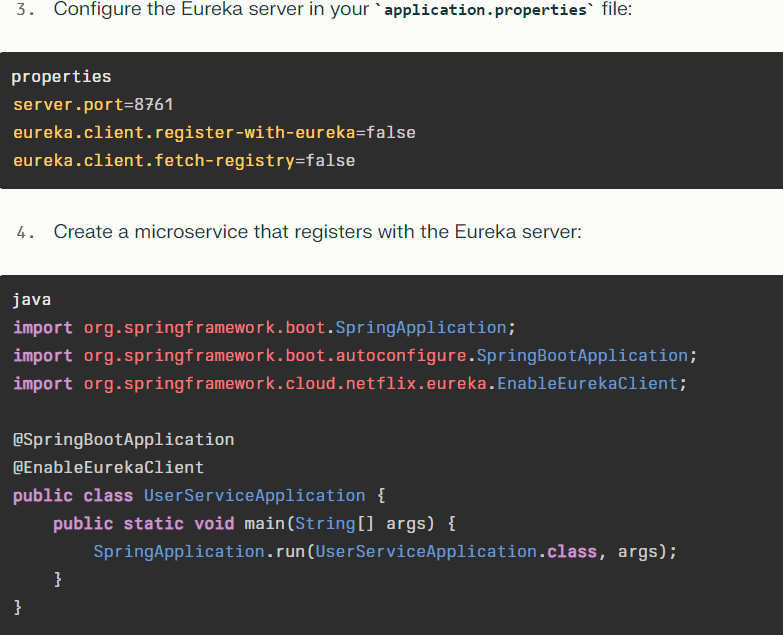 3. Configure the Eureka server in your `application.properties` file:
properties
server.port=8761
eureka.client.register-with-eureka=false
eureka.client.fetch-registry=false
4. Create a microservice that registers with the Eureka server:
java
import org.springframework.boot.SpringApplication;
import org.springframework.boot.autoconfigure.SpringBootApplication;
import org.springframework.cloud.netflix.eureka.EnableEurekaClient;

@SpringBootApplication
@EnableEurekaClient
public class UserServiceApplication {
    public static void main(String[] args) {
        SpringApplication.run(UserServiceApplication.class, args);
    }
}